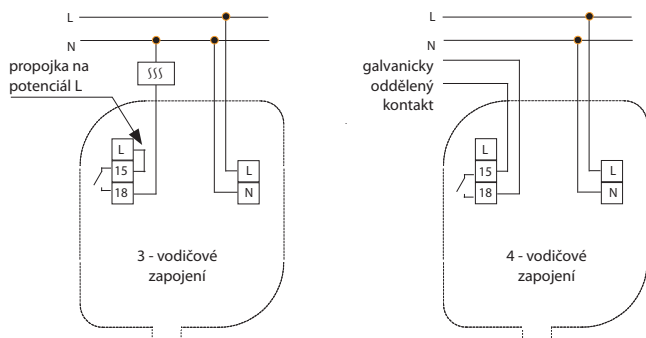 L
N
propojka na
potenciál L
L
15
18
L
N
3 - vodičové
zapojení
L
N
galvanicky
oddělený
kontakt
L
15
18
L
N
4 - vodičové
zapojení